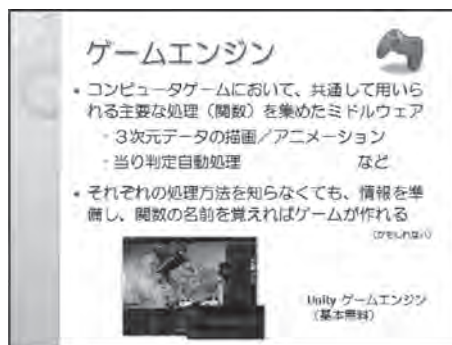 ゲームエンジン
• コンピュータゲームにおいて、共通して用いら
れる主要な処理（関数）を集めたミドルウェア
- ３次元データの描画／アニメーション
- 当り判定自動処理　　　など
• それぞれの処理方法を知らなくても、情報を準
備し、関数の名前を覚えればゲームが作れる
（かもしれない）
Unity ゲームエンジン
（基本無料）